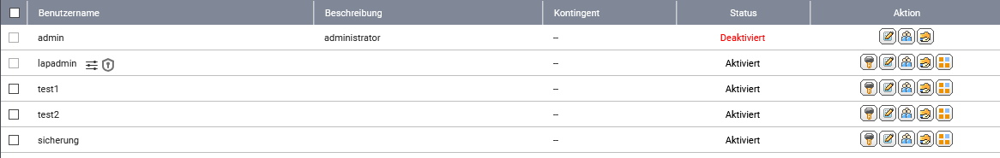 Benutzername Beschreibung Kontingent Status Aktion
admin administrator -- Deaktiviert
lapadmin -- Aktiviert
test1 -- Aktiviert
test2 -- Aktiviert
sicherung -- Aktiviert